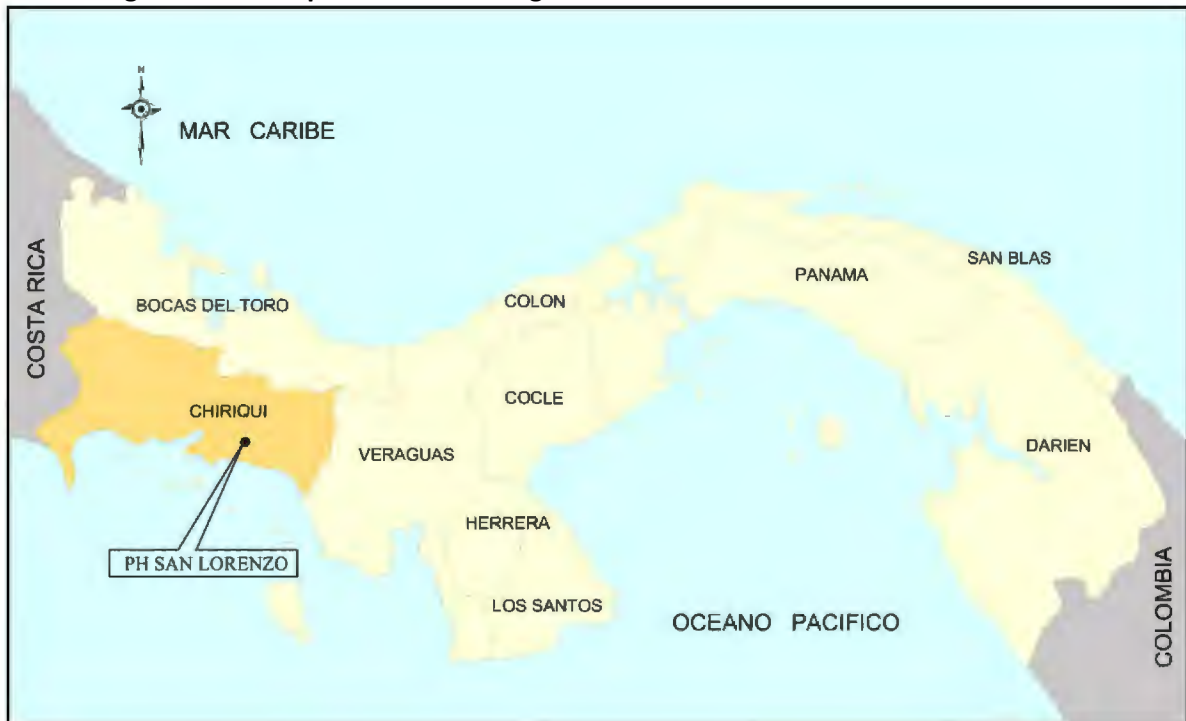 N
MAR CARIBE
COSTA RICA
BOCAS DEL TORO
COLON
PANAMA
SAN BLAS
CHIRIQUI
COCLE
VERAGUAS
DARIEN
HERRERA
PH SAN LORENZO
LOS SANTOS
OCEANO PACIFICO
COLOMBIA